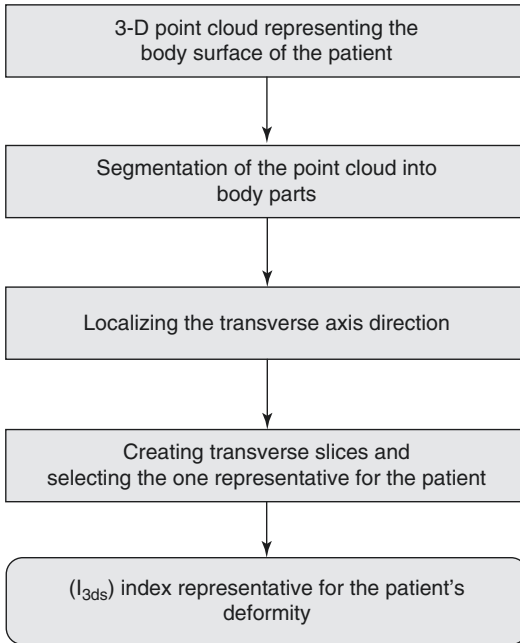 3-D point cloud representing the
body surface of the patient
Segmentation of the point cloud into
body parts
Localizing the transverse axis direction
Creating transverse slices and
selecting the one representative for the patient
(I3ds) index representative for the patient's
deformity